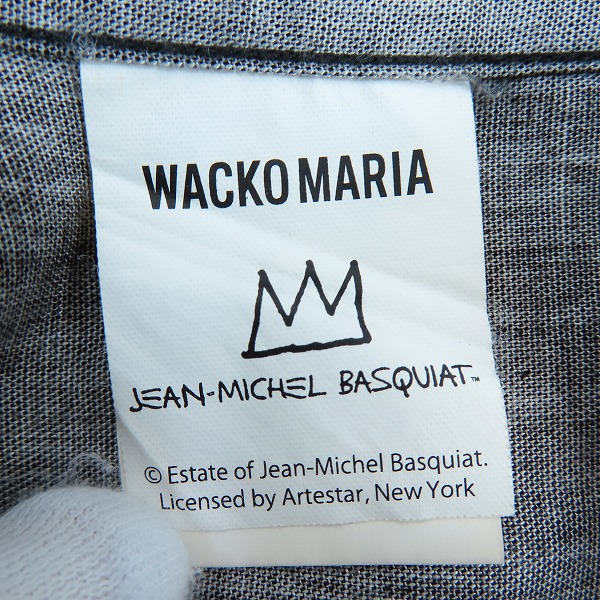 WACKO MARIA
JEAN-MICHEL BASQUIAT™
© Estate of Jean-Michel Basquiat.
Licensed by Artestar, New York